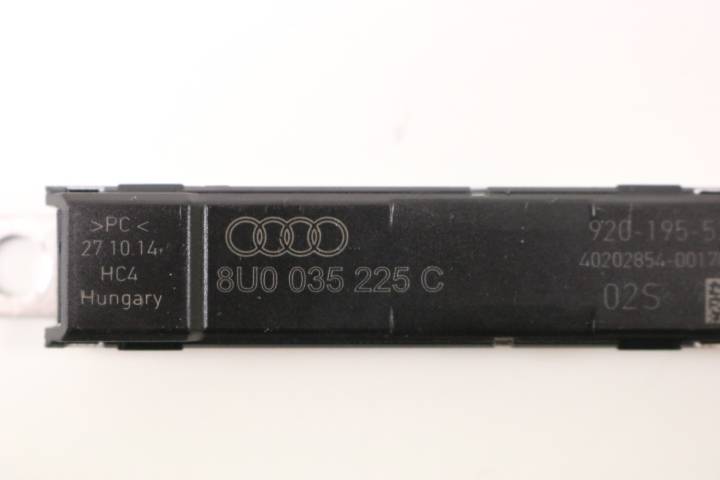 >PC<
27.10.14
HC4
Hungary
8U0 035 225 C
920-195-5
40202854-0017
02S